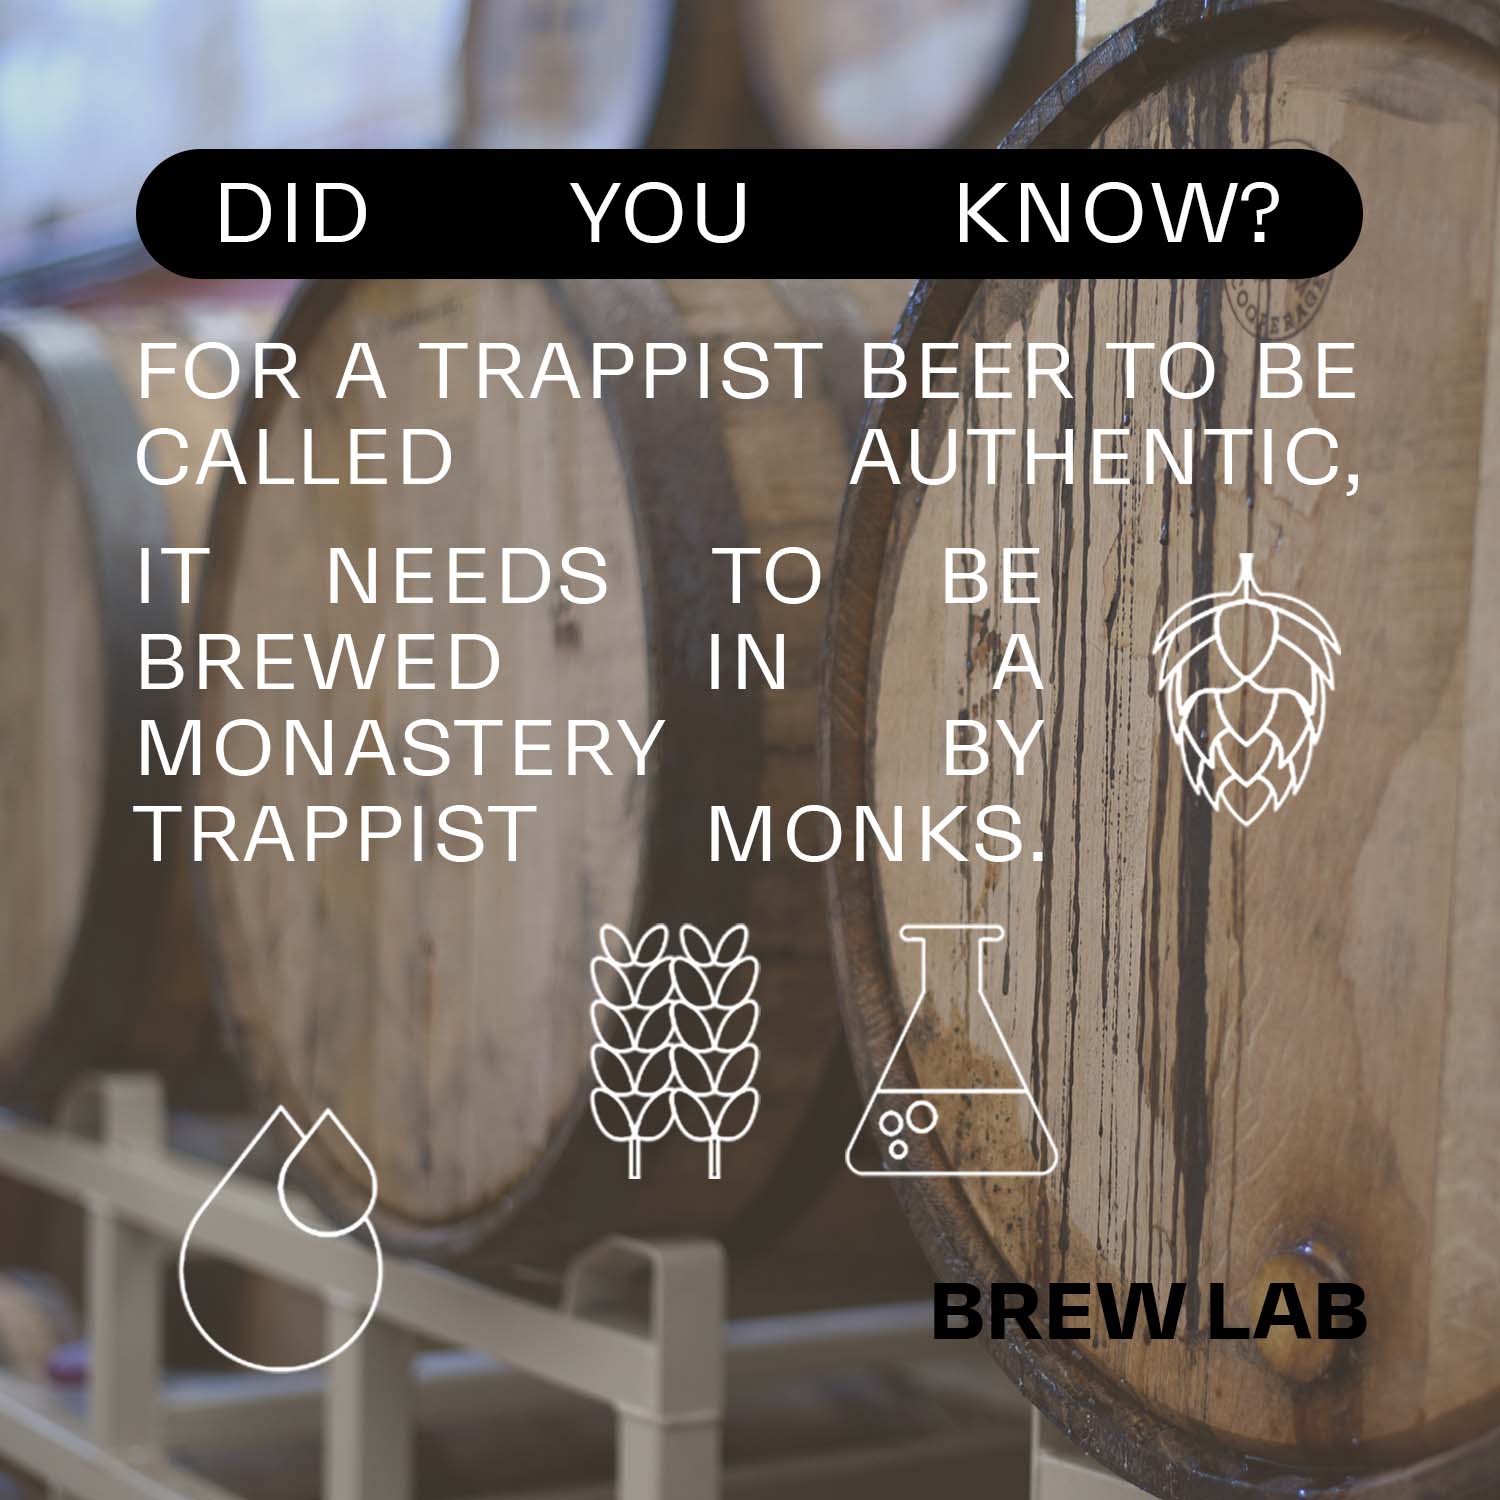 DID YOU KNOW?
FOR A TRAPPIST BEER TO BE
CALLED AUTHENTIC,
IT NEEDS TO BE
BREWED IN A
MONASTERY BY
TRAPPIST MONKS.
BREW LAB